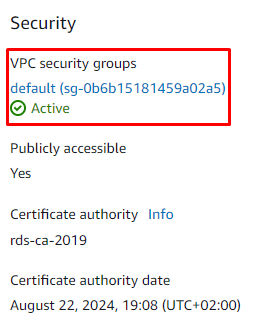 Security
VPC security groups
default (sg-0b6b15181459a02a5)
Active
Publicly accessible
Yes
Certificate authority Info
rds-ca-2019
Certificate authority date
August 22, 2024, 19:08 (UTC+02:00)